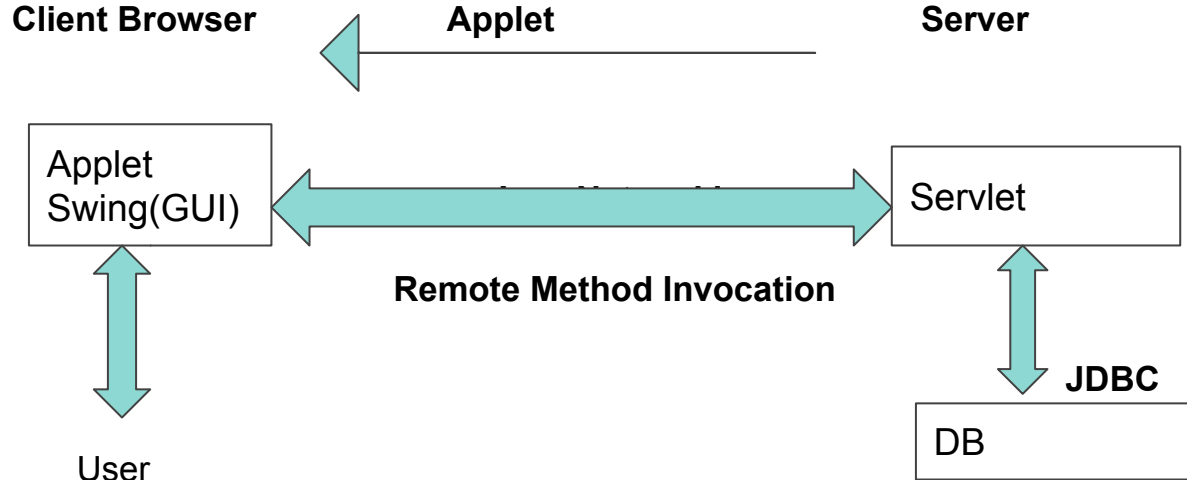 Client Browser
Applet
Server
Applet
Swing(GUI)
Servlet
Remote Method Invocation
JDBC
DB
User